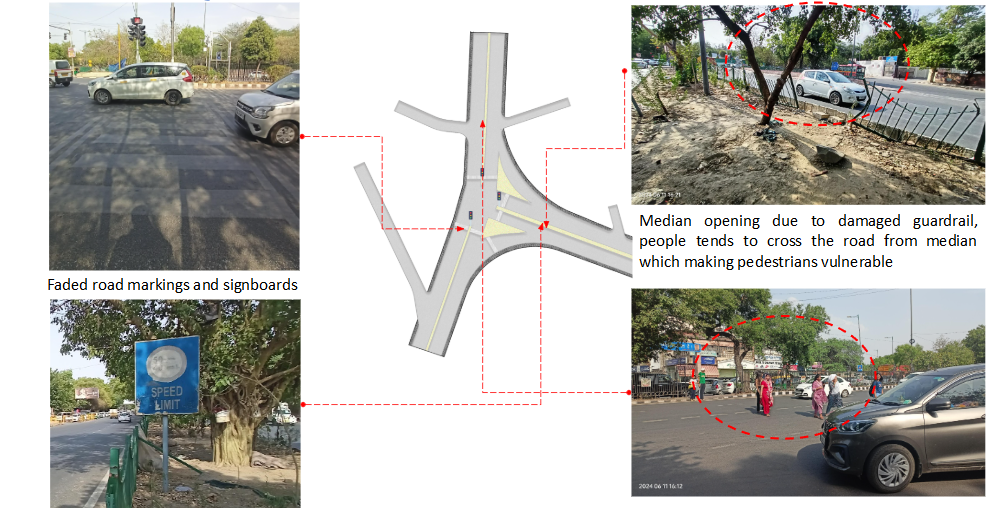 Faded road markings and signboards
SPEED
LIMIT
Median opening due to damaged guardrail,
people tends to cross the road from median
which making pedestrians vulnerable
2024 06 11 16:12